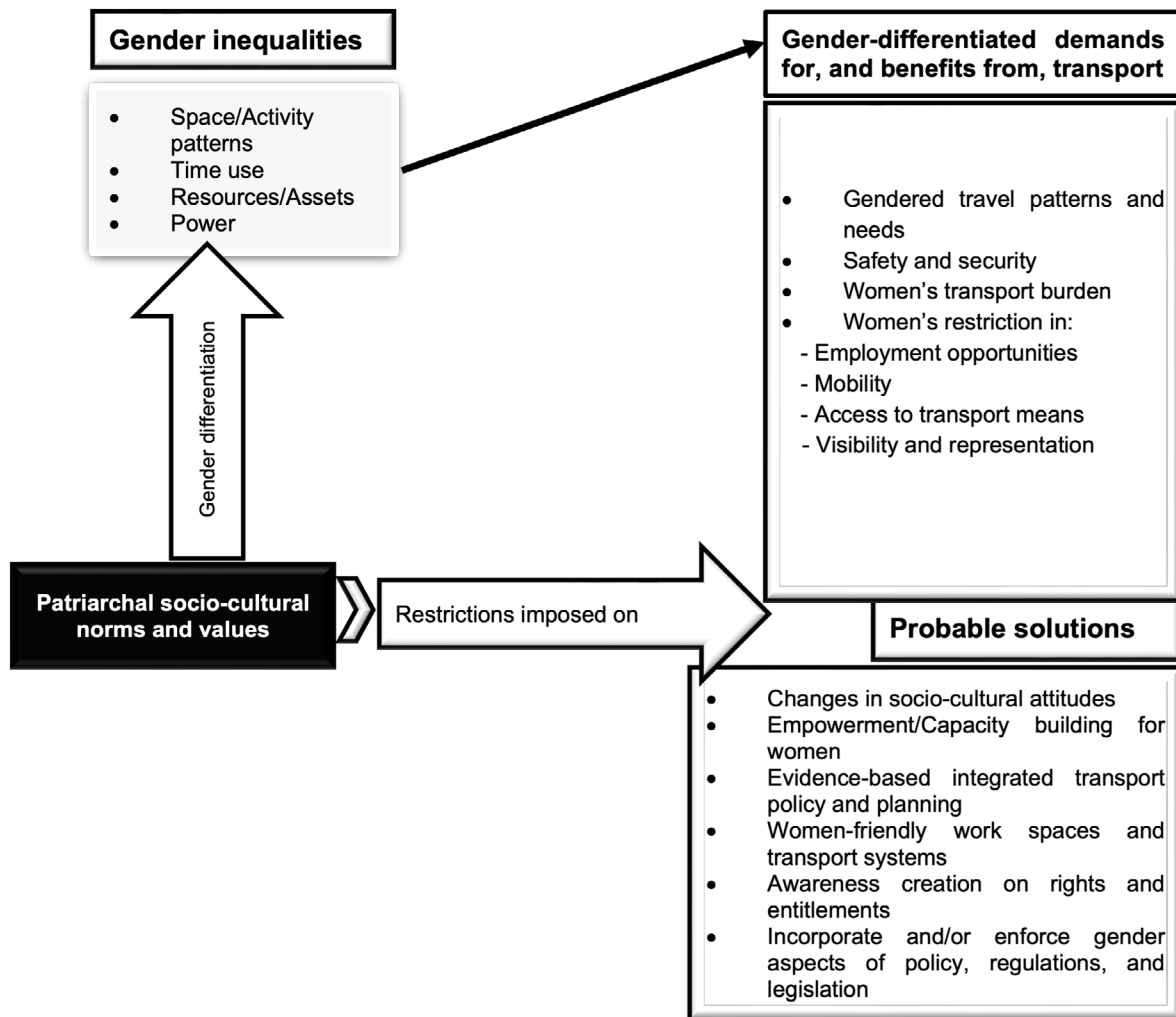 Gender inequalities
• Space/Activity
patterns
• Time use
• Resources/Assets
• Power
Gender differentiation
Patriarchal socio-cultural
norms and values
Restrictions imposed on
Gender-differentiated demands
for, and benefits from, transport
• Gendered travel patterns and
needs
• Safety and security
• Women’s transport burden
• Women’s restriction in:
- Employment opportunities
- Mobility
- Access to transport means
- Visibility and representation
Probable solutions
• Changes in socio-cultural attitudes
• Empowerment/Capacity building for
women
• Evidence-based integrated transport
policy and planning
• Women-friendly work spaces and
transport systems
• Awareness creation on rights and
entitlements
• Incorporate and/or enforce gender
aspects of policy, regulations, and
legislation